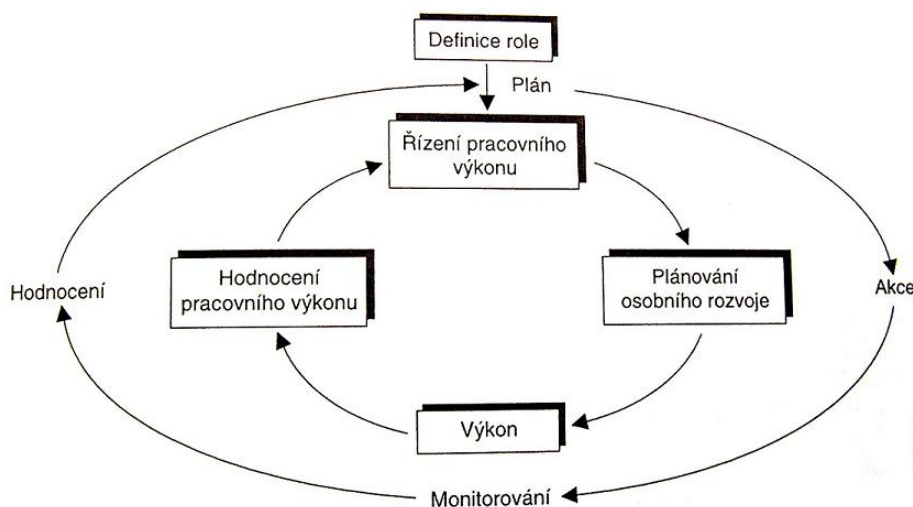 Definice role
Plán
Řízení pracovního
výkonu
Hodnocení
Hodnocení
pracovního výkonu
Plánování
osobního rozvoje
Akce
Výkon
Monitorování